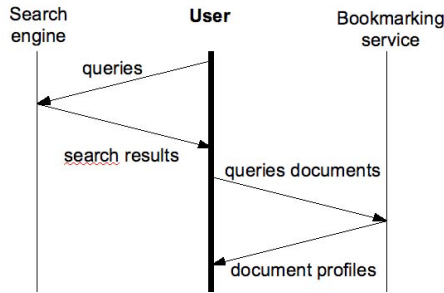 Search
engine
User
Bookmarking
service
queries
search results
queries documents
document profiles